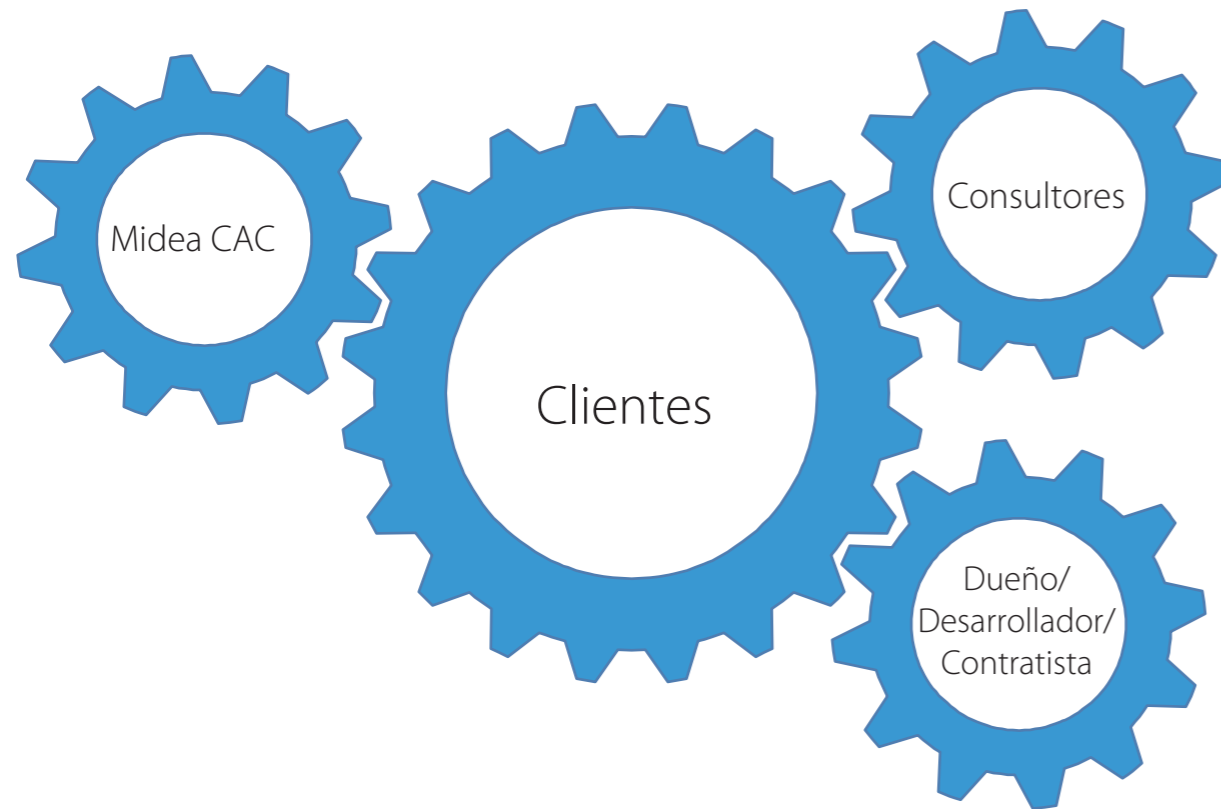 Midea CAC
Consultores
Clientes
Dueño/
Desarrollador/
Contratista